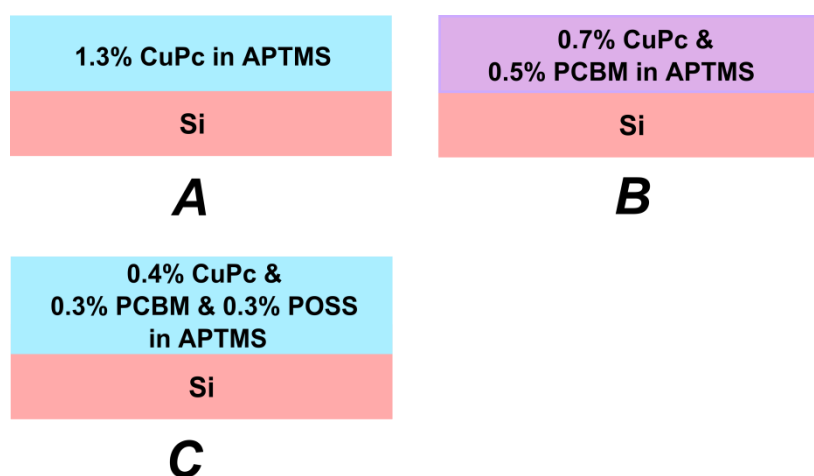 1.3% CuPc in APTMS
Si
A
0.7% CuPc &
0.5% PCBM in APTMS
Si
B
0.4% CuPc &
0.3% PCBM & 0.3% POSS
in APTMS
Si
C